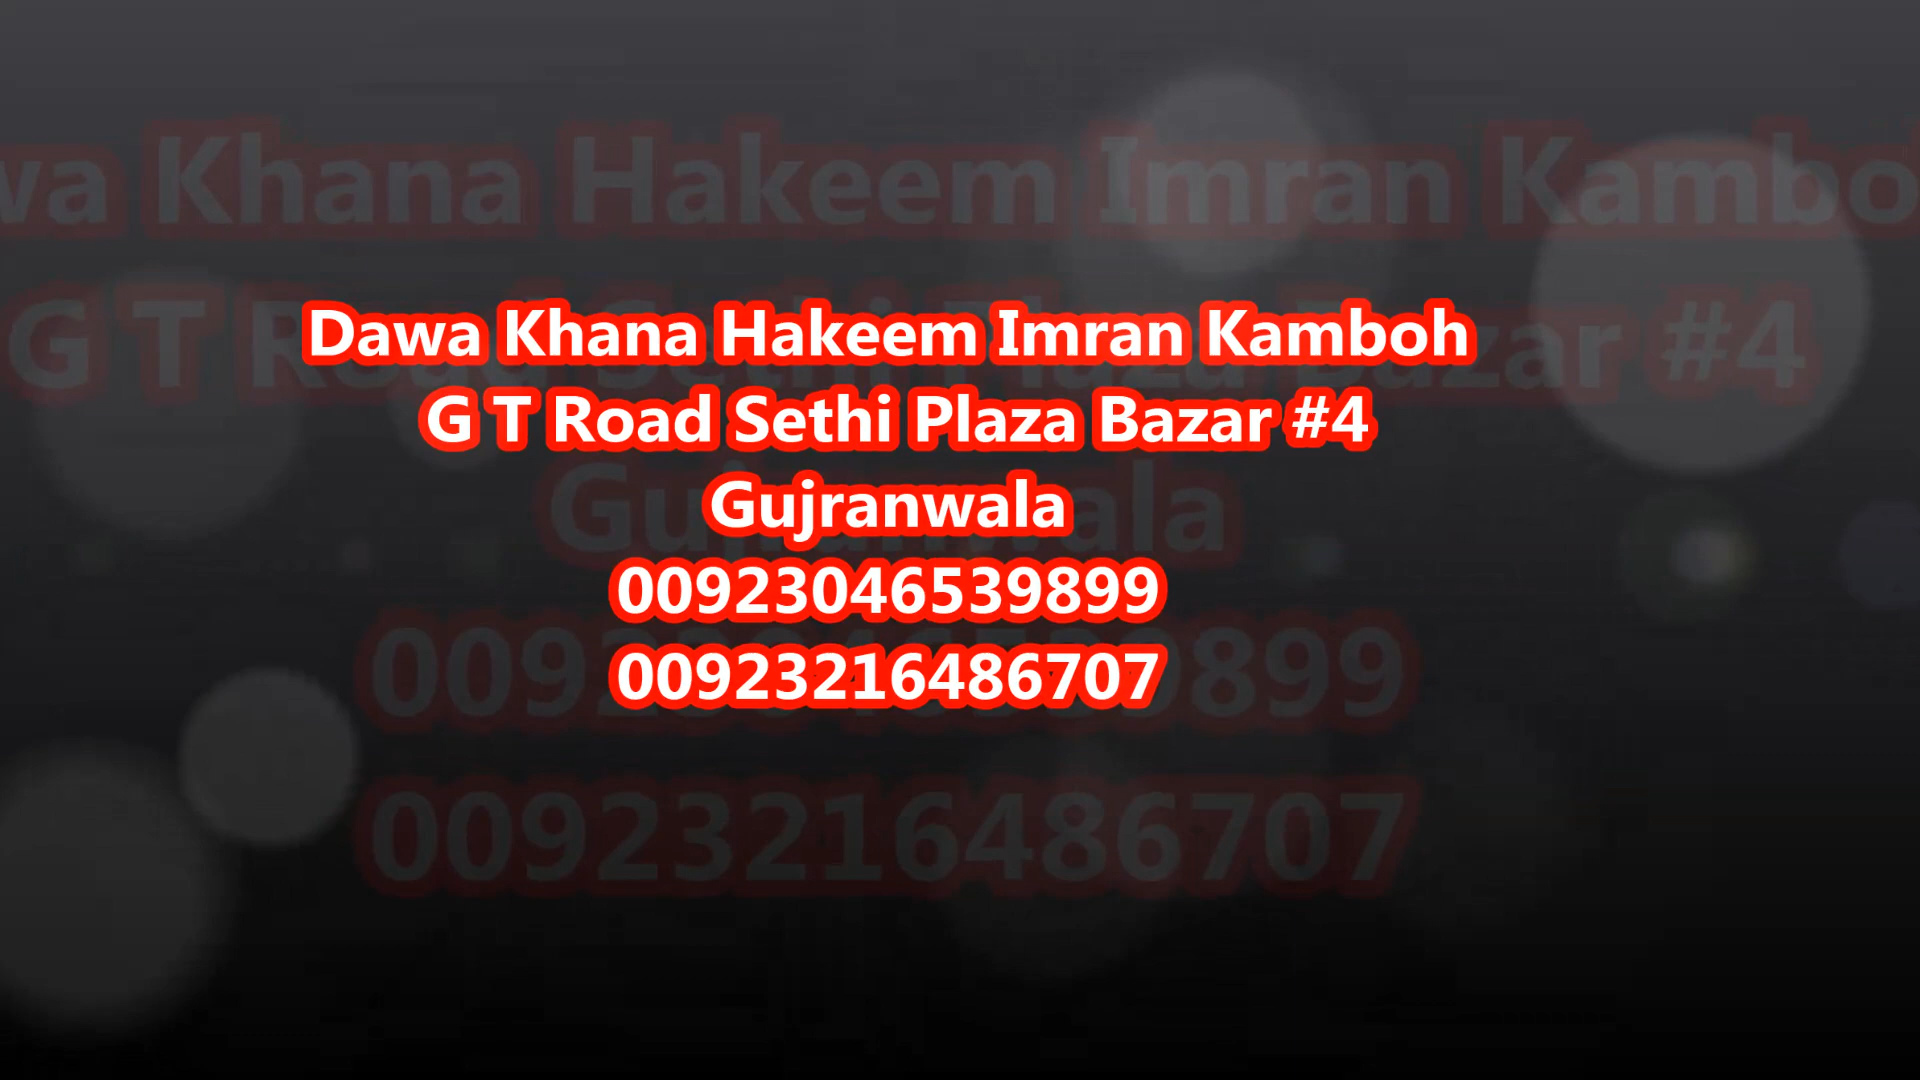 Dawa Khana Hakeem Imran Kamboh
G T Road Sethi Plaza Bazar #4
Gujranwala
00923046539899
00923216486707